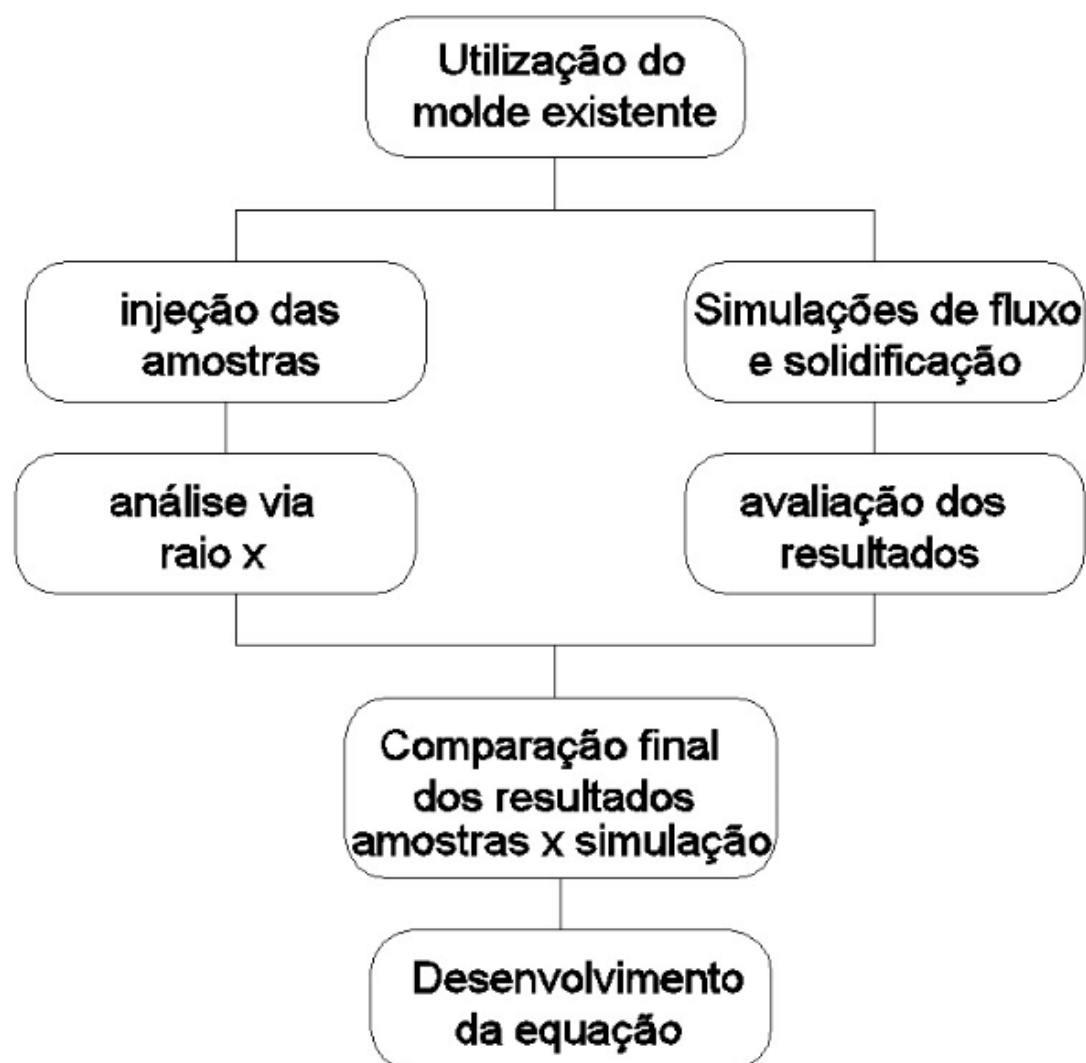 Utilização do
molde existente
injeção das
amostras
Simulações de fluxo
e solidificação
análise via
raio x
avaliação dos
resultados
Comparação final
dos resultados
amostras x simulação
Desenvolvimento
da equação